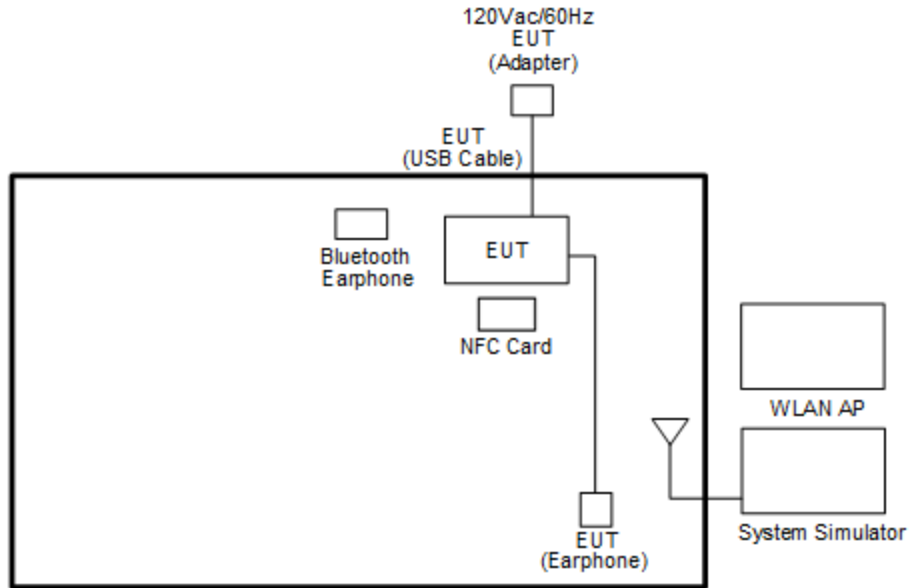 120Vac/60Hz
EUT
(Adapter)
EUT
(USB Cable)
Bluetooth
Earphone
EUT
NFC Card
WLAN AP
System Simulator
EUT
(Earphone)